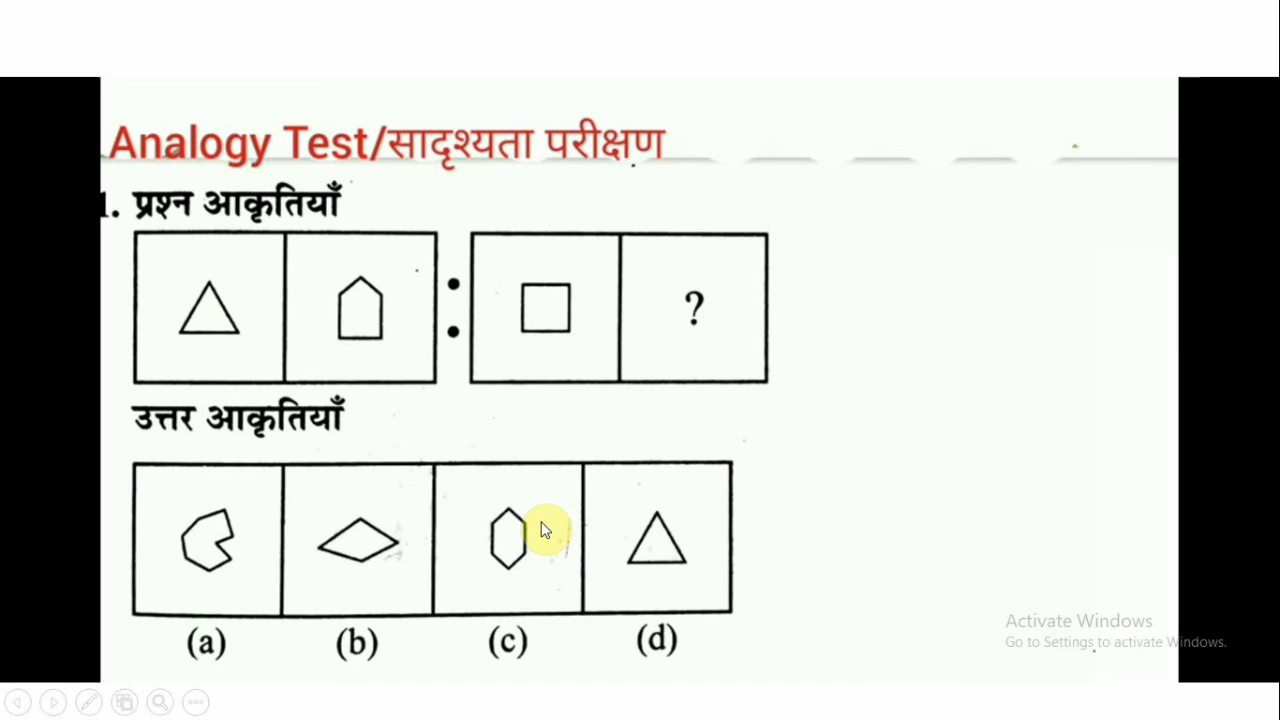 Analogy Test/सादृश्यता परीक्षण
1. प्रश्न आकृतियाँ
?
उत्तर आकृतियाँ
(a) (b) (c) (d)
Activate Windows
Go to Settings to activate Windows.